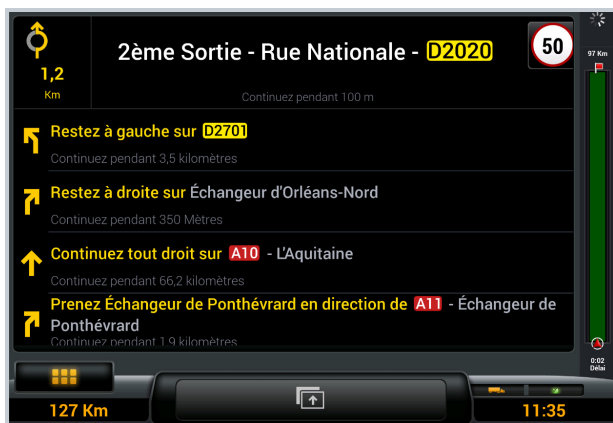 2ème Sortie - Rue Nationale - D2020
50
97 Km
1,2
Km
Continuez pendant 100 m
Restez à gauche sur D2701
Continuez pendant 3,5 kilomètres
Restez à droite sur Échangeur d'Orléans-Nord
Continuez pendant 350 Mètres
Continuez tout droit sur A10 - L'Aquitaine
Continuez pendant 66,2 kilomètres
Prenez Échangeur de Ponthévrard en direction de A11 - Échangeur de
Ponthévrard
Continuez pendant 1,9 kilomètres
0:02
Délai
127 Km
11:35